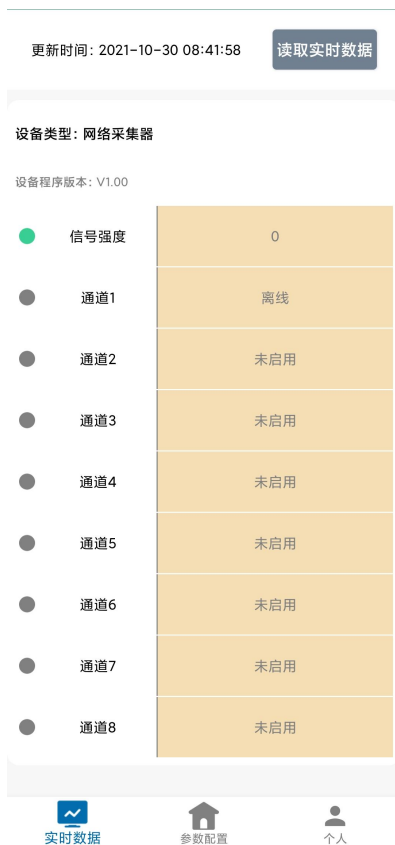 更新时间: 2021-10-30 08:41:58 读取实时数据
设备类型: 网络采集器
设备程序版本: V1.00
信号强度 0
通道1 离线
通道2 未启用
通道3 未启用
通道4 未启用
通道5 未启用
通道6 未启用
通道7 未启用
通道8 未启用
实时数据 参数配置 个人